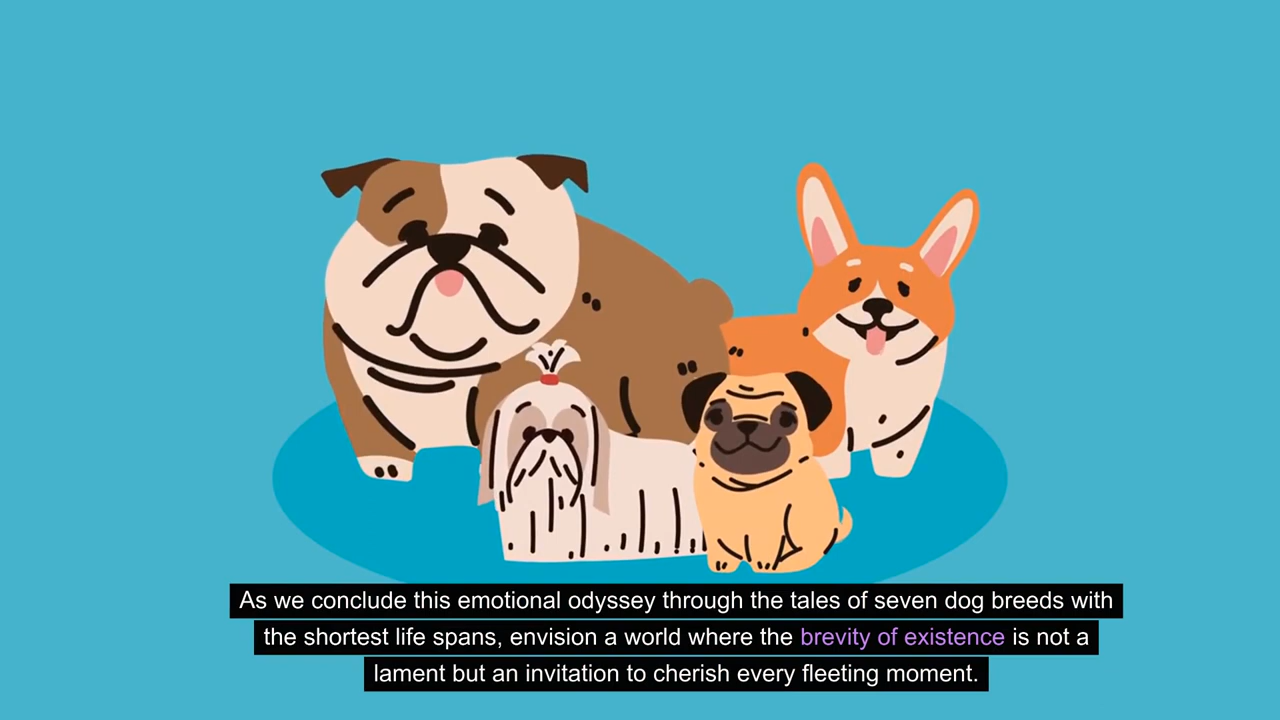 As we conclude this emotional odyssey through the tales of seven dog breeds with
the shortest life spans, envision a world where the brevity of existence is not a
lament but an invitation to cherish every fleeting moment.